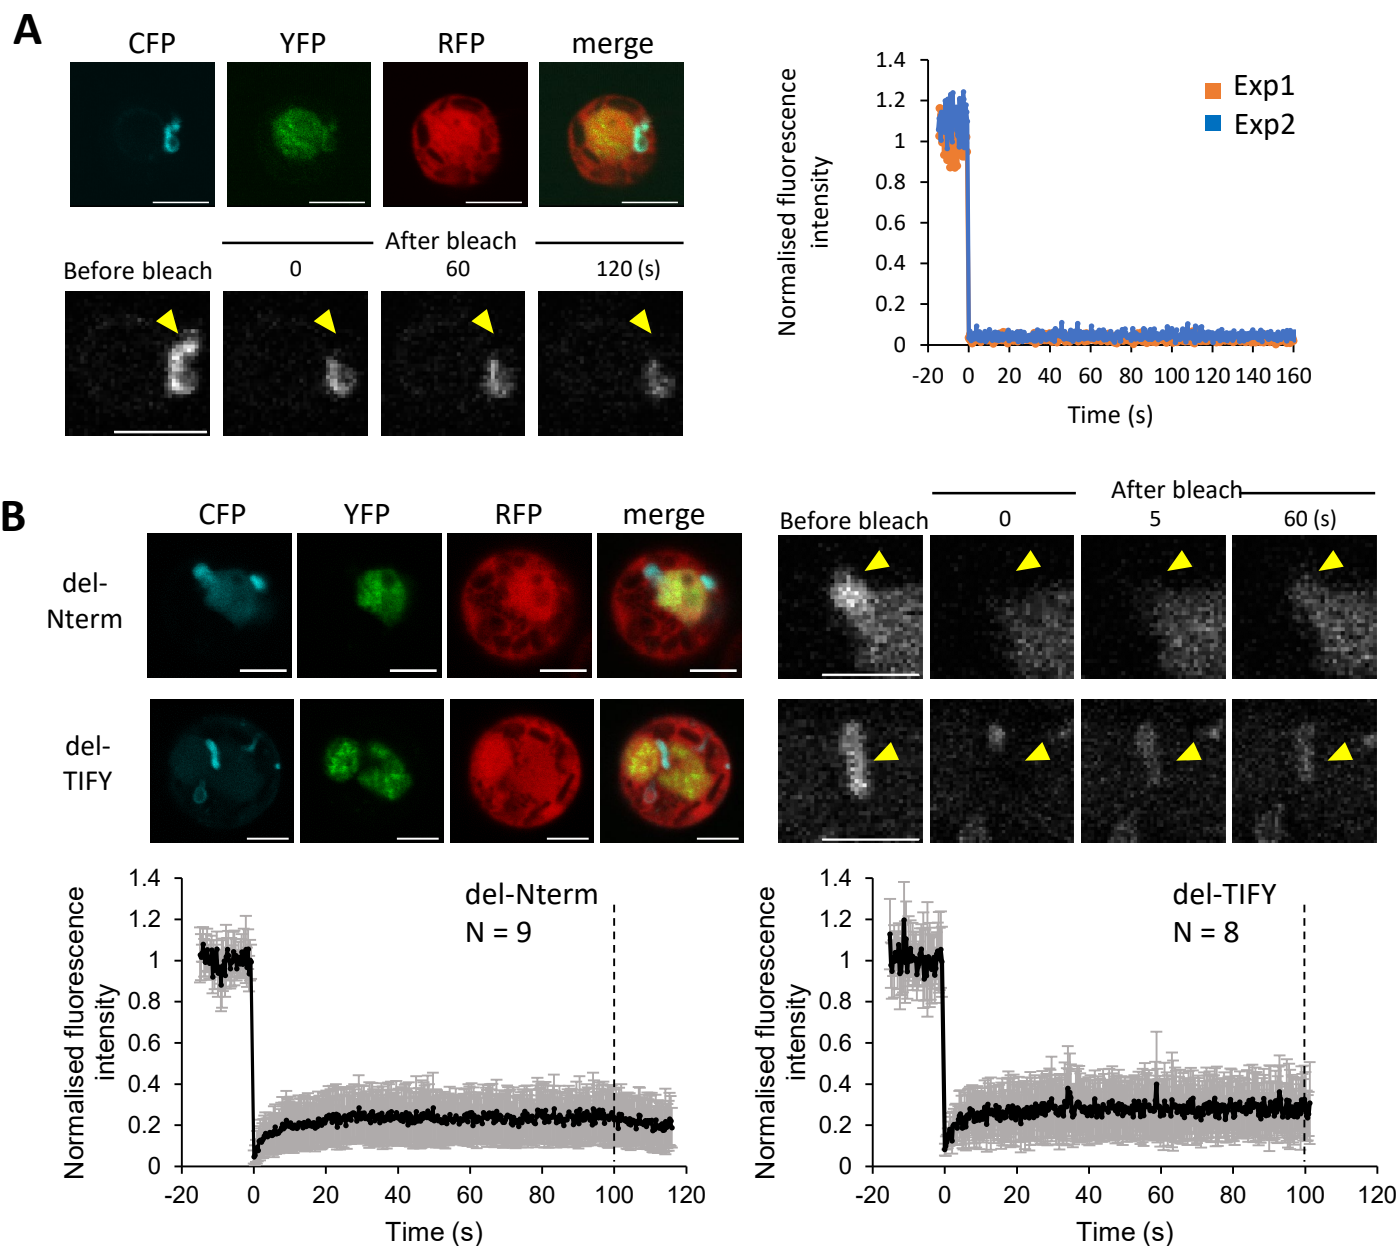 A
CFP YFP RFP merge
After bleach
Before bleach 0 60 120 (s)
Normalised fluorescence
intensity
1.4
1.2
1
0.8
0.6
0.4
0.2
0
-20 0 20 40 60 80 100 120 140 160
Time (s)
Exp1
Exp2
B
CFP YFP RFP merge
del-
Nterm
del-
TIFY
After bleach
Before bleach 0 5 60 (s)
Normalised fluorescence
intensity
1.4
1.2
1
0.8
0.6
0.4
0.2
0
-20 0 20 40 60 80 100 120
Time (s)
del-Nterm
N = 9
Normalised fluorescence
intensity
1.4
1.2
1
0.8
0.6
0.4
0.2
0
-20 0 20 40 60 80 100 120
Time (s)
del-TIFY
N = 8